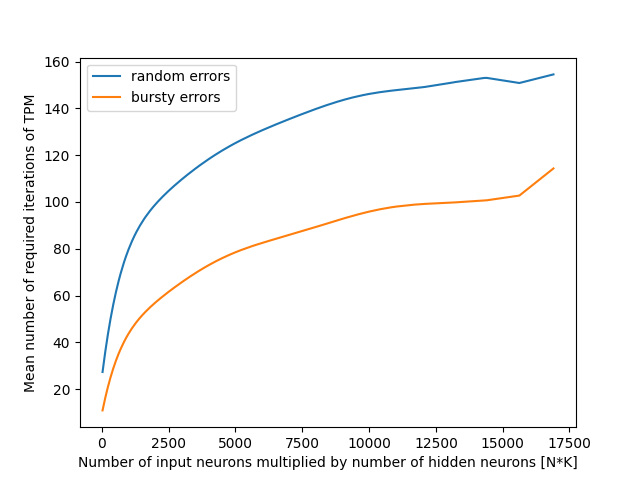 160
140
120
100
80
60
40
20
Mean number of required iterations of TPM
random errors
bursty errors
0 2500 5000 7500 10000 12500 15000 17500
Number of input neurons multiplied by number of hidden neurons [N*K]